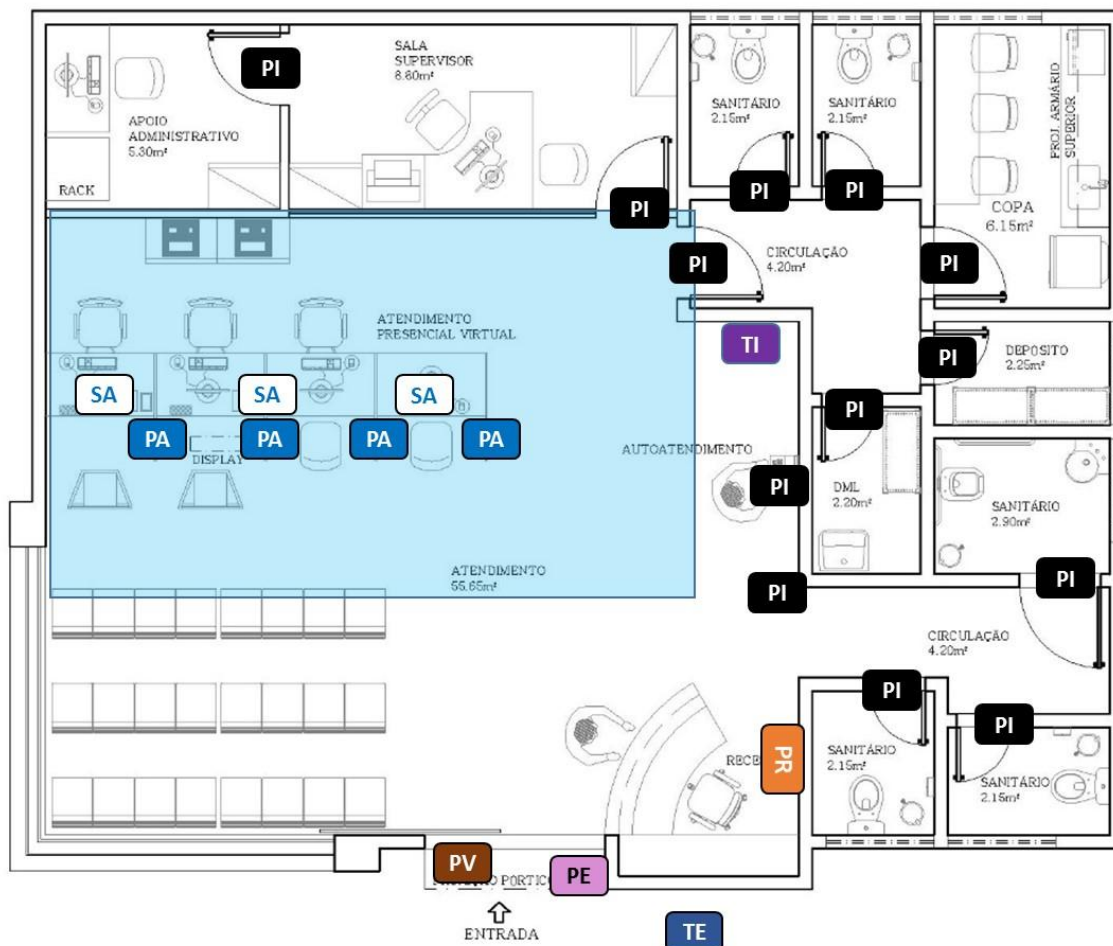 PI
SALA
SUPERVISOR
8.80m²
APOIO
ADMINISTRATIVO
5.30m²
RACK
PI
SANITÁRIO
2.15m²
SANITÁRIO
2.15m²
PI
PI
PROJ. ARMÁRIO
SUPERIOR
COPA
6.15m²
PI
CIRCULAÇÃO
4.20m²
PI
ATENDIMENTO
PRESENCIAL VIRTUAL
TI
PI
DEPÓSITO
2.25m²
SA
SA
SA
PA
PA
PA
PA
DISPLAY
PI
AUTOATENDIMENTO
PI
DML
2.20m²
SANITÁRIO
2.90m²
ATENDIMENTO
55.65m²
PI
PI
CIRCULAÇÃO
4.20m²
PI
PI
PR
SANITÁRIO
2.15m²
SANITÁRIO
2.15m²
PV
PE
ENTRADA
TE